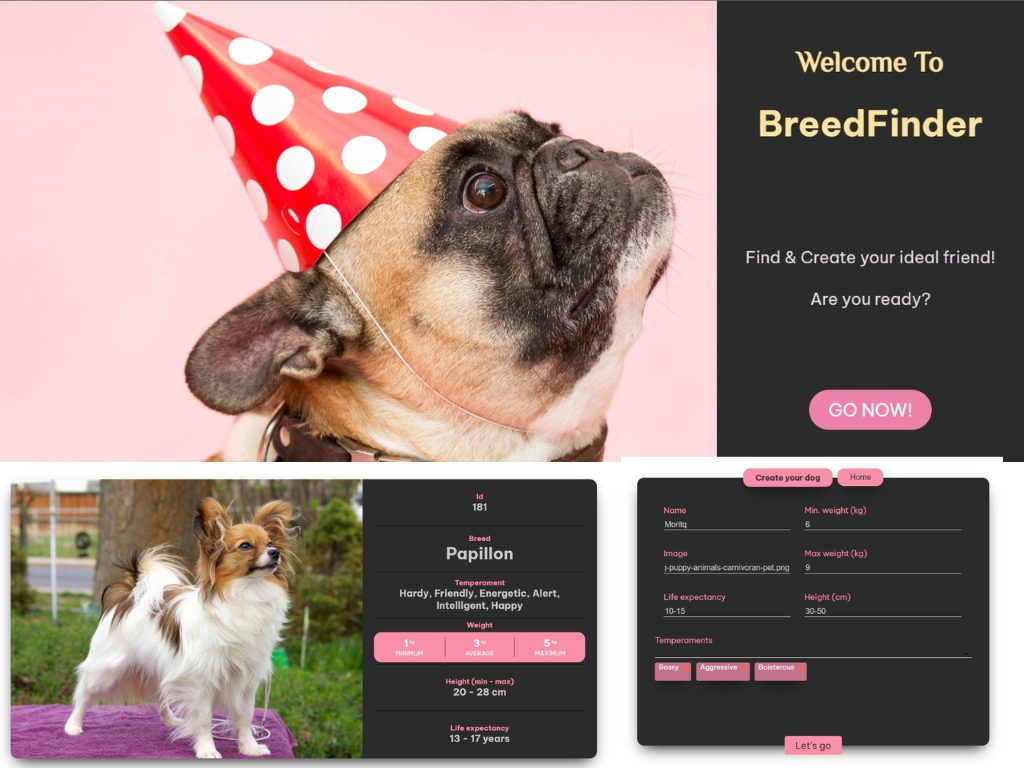 Welcome To
BreedFinder
Find & Create your ideal friend!
Are you ready?
GO NOW!
Id
181
Breed
Papillon
Temperament
Hardy, Friendly, Energetic, Alert,
Intelligent, Happy
Weight
1 kg 3 kg 5 kg
MINIMUM AVERAGE MAXIMUM
Height (min - max)
20 - 28 cm
Life expectancy
13 - 17 years
Create your dog Home
Name Min. weight (kg)
Moritq 6
Image Max weight (kg)
-puppy-animals-carnivoran-pet.png 9
Life expectancy Height (cm)
10-15 30-50
Temperaments
Bossy Aggressive Boisterous
Let's go